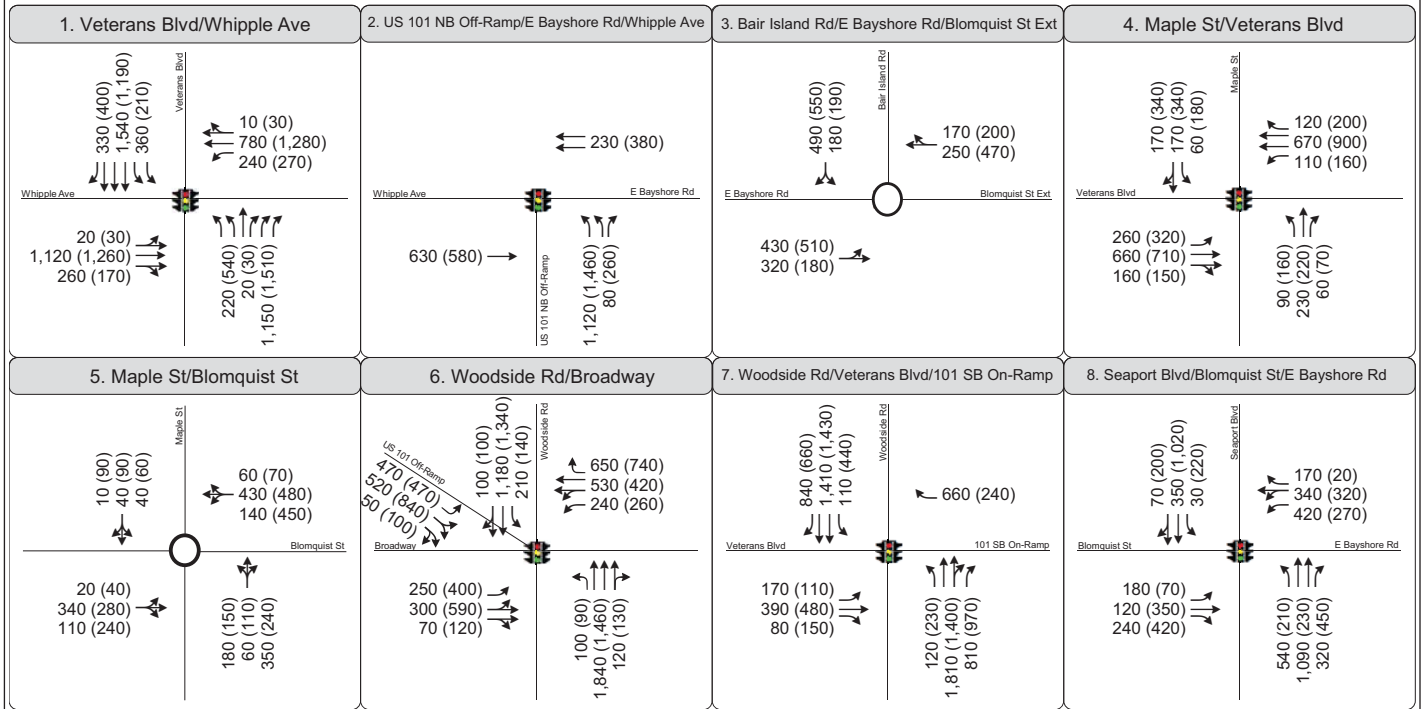 1. Veterans Blvd/Whipple Ave
330 (400)
1,540 (1,190)
360 (210)
Veterans Blvd
10 (30)
780 (1,280)
240 (270)
Whipple Ave
20 (30)
1,120 (1,260)
260 (170)
220 (540)
20 (30)
1,150 (1,510)
2. US 101 NB Off-Ramp/E Bayshore Rd/Whipple Ave
230 (380)
Whipple Ave
E Bayshore Rd
630 (580)
US 101 NB Off-Ramp
1,120 (1,460)
80 (260)
3. Bair Island Rd/E Bayshore Rd/Blomquist St Ext
490 (550)
180 (190)
Bair Island Rd
170 (200)
250 (470)
E Bayshore Rd
Blomquist St Ext
430 (510)
320 (180)
4. Maple St/Veterans Blvd
170 (340)
170 (340)
60 (180)
Maple St
120 (200)
670 (900)
110 (160)
Veterans Blvd
260 (320)
660 (710)
160 (150)
90 (160)
230 (220)
60 (70)
5. Maple St/Blomquist St
10 (90)
40 (90)
40 (60)
Maple St
60 (70)
430 (480)
140 (450)
Blomquist St
20 (40)
340 (280)
110 (240)
180 (150)
60 (110)
350 (240)
6. Woodside Rd/Broadway
US 101 Off-Ramp
470 (470)
520 (840)
50 (100)
100 (100)
1,180 (1,340)
210 (140)
Woodside Rd
650 (740)
530 (420)
240 (260)
Broadway
250 (400)
300 (590)
70 (120)
100 (90)
1,840 (1,460)
120 (130)
7. Woodside Rd/Veterans Blvd/101 SB On-Ramp
840 (660)
1,410 (1,430)
110 (440)
Woodside Rd
660 (240)
Veterans Blvd
101 SB On-Ramp
170 (110)
390 (480)
80 (150)
120 (230)
1,810 (1,400)
810 (970)
8. Seaport Blvd/Blomquist St/E Bayshore Rd
70 (200)
350 (1,020)
30 (220)
Seaport Blvd
170 (20)
340 (320)
420 (270)
Blomquist St
E Bayshore Rd
180 (70)
120 (350)
240 (420)
540 (210)
1,090 (230)
320 (450)